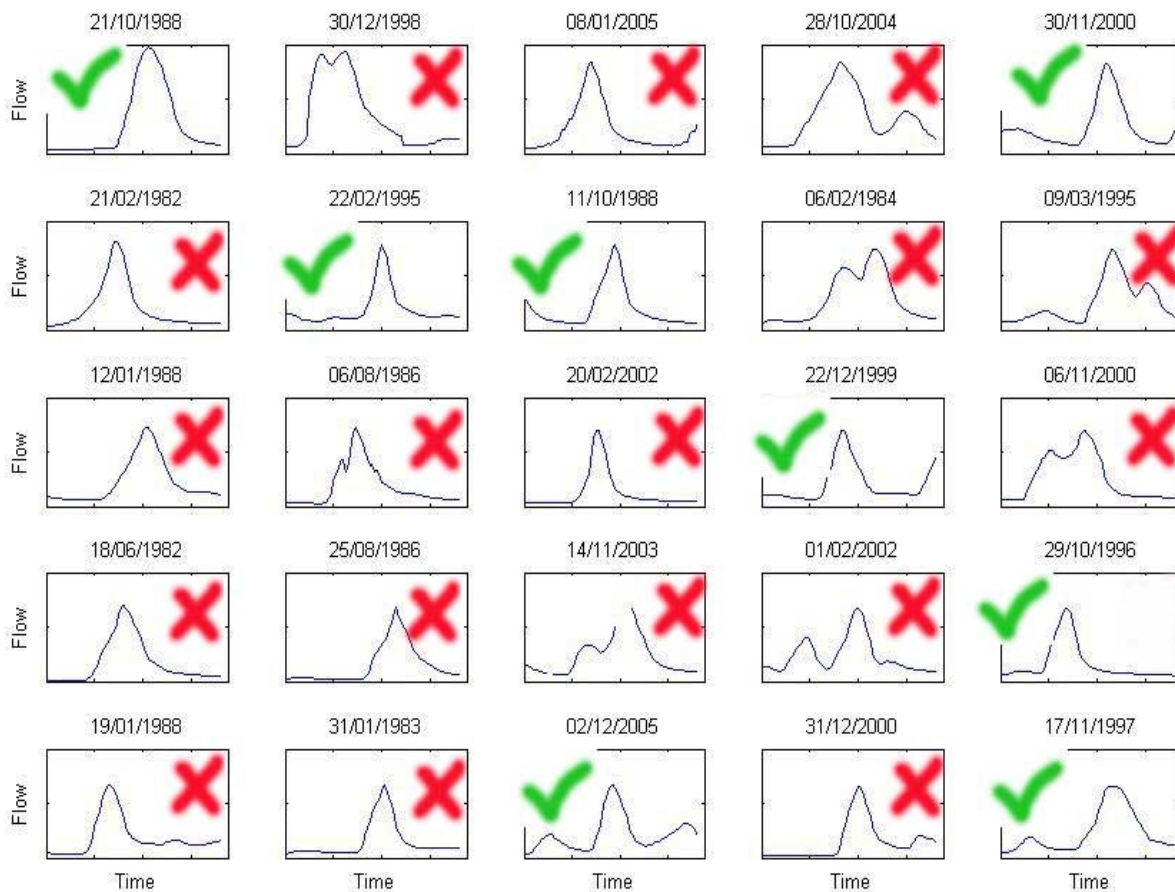 21/10/1988 30/12/1998 08/01/2005 28/10/2004 30/11/2000
Flow
21/02/1982 22/02/1995 11/10/1988 06/02/1984 09/03/1995
Flow
12/01/1988 06/08/1986 20/02/2002 22/12/1999 06/11/2000
Flow
18/06/1982 25/08/1986 14/11/2003 01/02/2002 29/10/1996
Flow
19/01/1988 31/01/1983 02/12/2005 31/12/2000 17/11/1997
Flow
Time Time Time Time Time